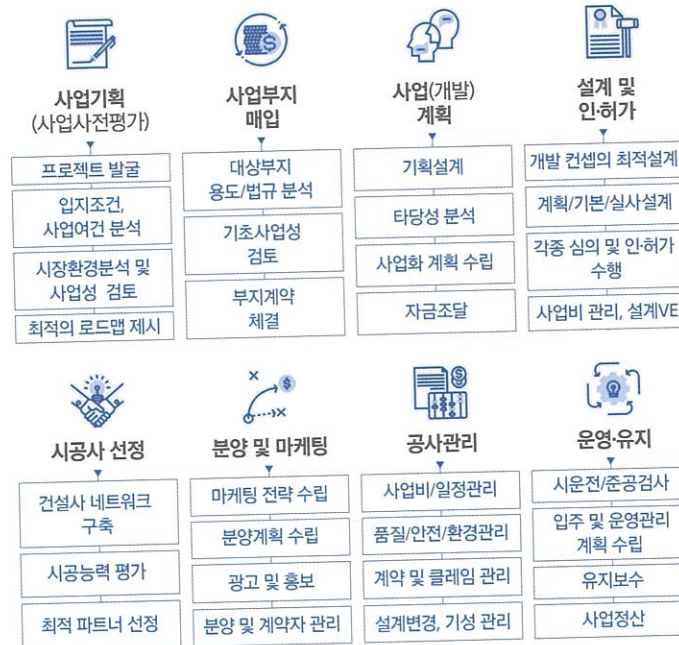 사업기획
(사업사전평가)
프로젝트 발굴
입지조건,
사업여건 분석
시장환경분석 및
사업성 검토
최적의 로드맵 제시
사업부지
매입
대상부지
용도/법규 분석
기초사업성
검토
부지계약
체결
사업(개발)
계획
기획설계
타당성 분석
사업화 계획 수립
자금조달
설계 및
인·허가
개발 컨셉의 최적설계
계획/기본/실사설계
각종 심의 및 인·허가
수행
사업비 관리, 설계VE
시공사 선정
건설사 네트워크
구축
시공능력 평가
최적 파트너 선정
분양 및 마케팅
마케팅 전략 수립
분양계획 수립
광고 및 홍보
분양 및 계약자 관리
공사관리
사업비/일정관리
품질/안전/환경관리
계약 및 클레임 관리
설계변경, 기성 관리
운영·유지
시운전/준공검사
입주 및 운영관리
계획 수립
유지보수
사업정산